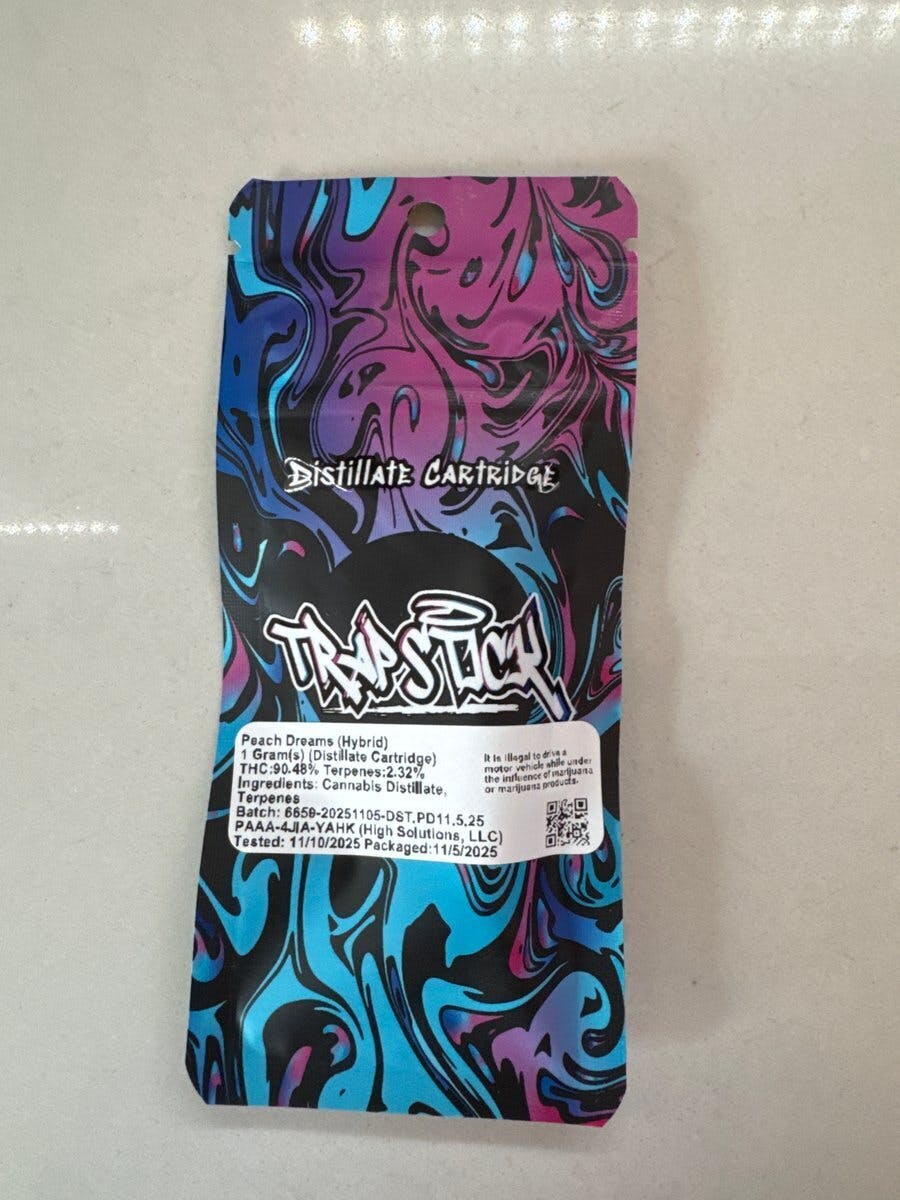 Distillate Cartridge
TRAPSTICK
Peach Dreams (Hybrid)
1 Gram(s) (Distillate Cartridge)
THC:90.48% Terpenes:2.32%
Ingredients: Cannabis Distillate,
Terpenes
Batch: 6659-20251105-DST.PD11.5.25
PAAA-4JIA-YAHK (High Solutions, LLC)
Tested: 11/10/2025 Packaged:11/5/2025
It is illegal to drive a
motor vehicle while under
the influence of marijuana
or marijuana products.